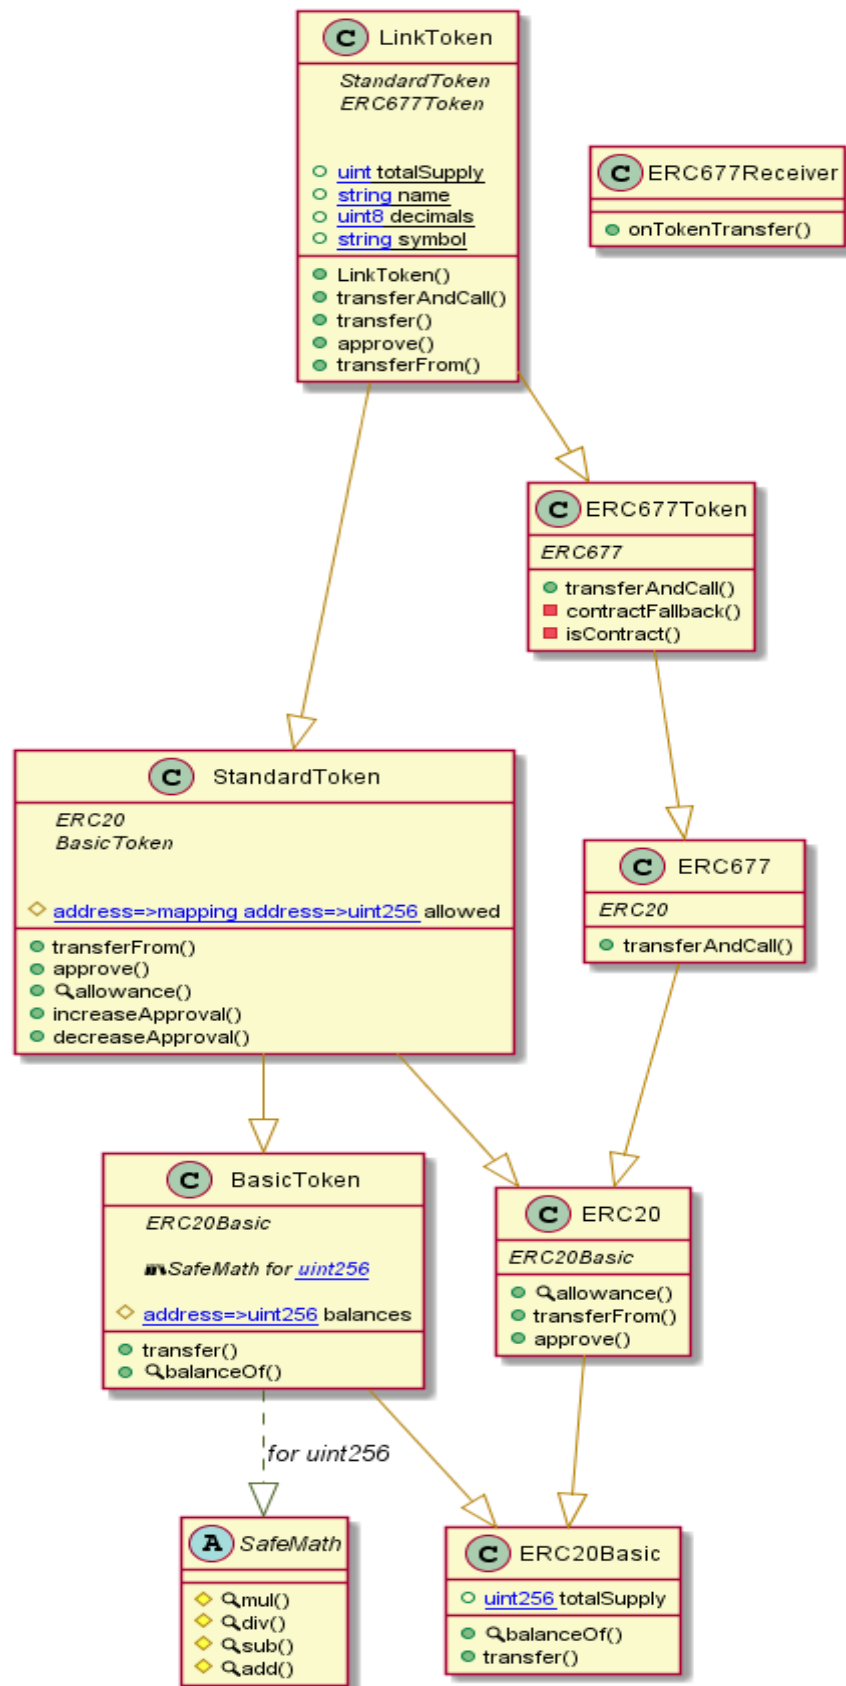 C LinkToken
StandardToken
ERC677Token
uint totalSupply
string name
uint8 decimals
string symbol
LinkToken()
transferAndCall()
transfer()
approve()
transferFrom()
C ERC677Receiver
onTokenTransfer()
C ERC677Token
ERC677
transferAndCall()
contractFallback()
isContract()
C StandardToken
ERC20
BasicToken
address=>mapping address=>uint256 allowed
transferFrom()
approve()
allowance()
increaseApproval()
decreaseApproval()
C ERC677
ERC20
transferAndCall()
C BasicToken
ERC20Basic
SafeMath for uint256
address=>uint256 balances
transfer()
balanceOf()
C ERC20
ERC20Basic
allowance()
transferFrom()
approve()
for uint256
A SafeMath
mul()
div()
sub()
add()
C ERC20Basic
uint256 totalSupply
balanceOf()
transfer()